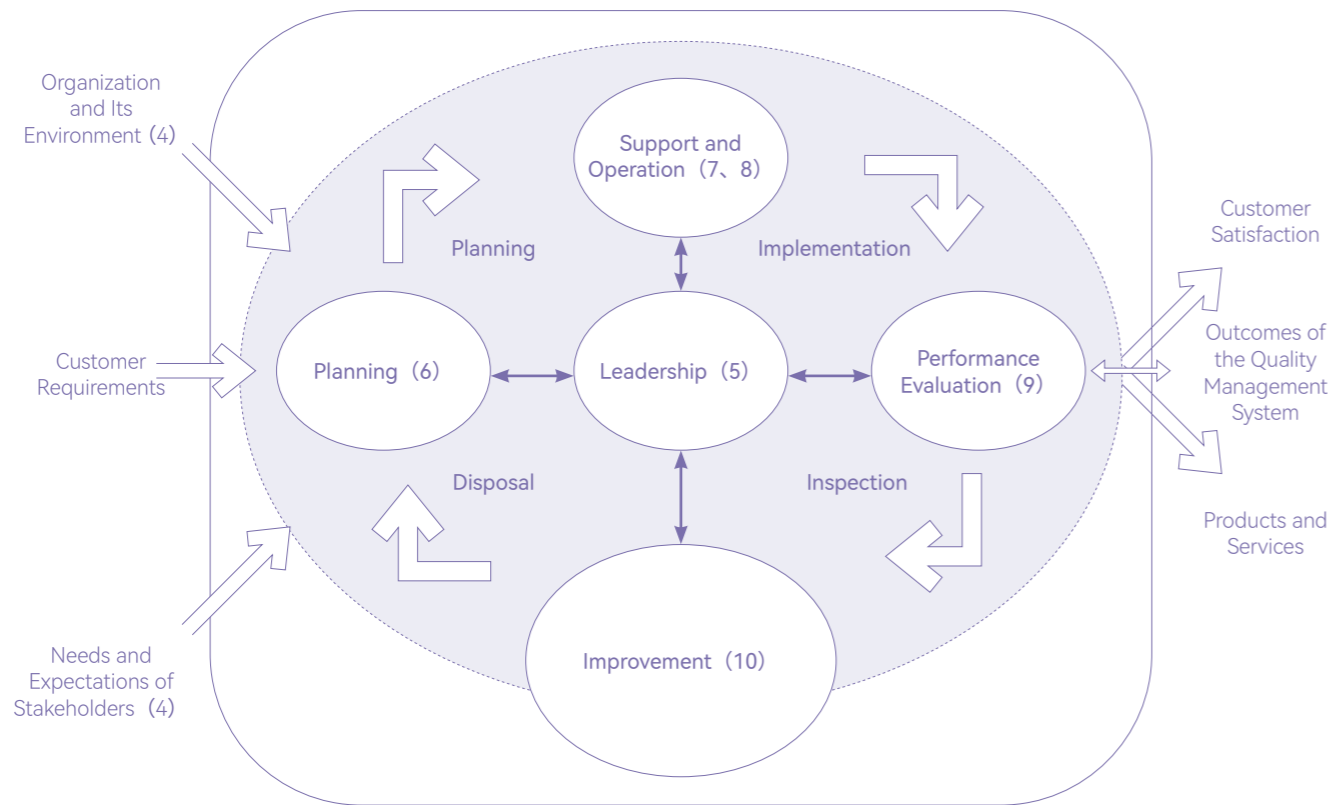 Organization
and Its
Environment（4）
Support and
Operation（7、8）
Customer
Satisfaction
Planning
Implementation
Customer
Requirements
Planning（6）
Leadership（5）
Performance
Evaluation（9）
Outcomes of
the Quality
Management
System
Disposal
Inspection
Products and
Services
Needs and
Expectations of
Stakeholders（4）
Improvement（10）